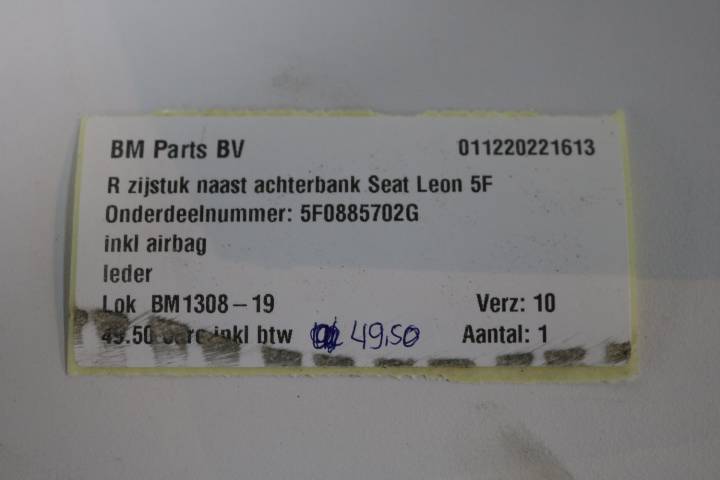 BM Parts BV 011220221613
R zijstuk naast achterbank Seat Leon 5F
Onderdeelnummer: 5F0885702G
inkl airbag
leder
Lok BM1308-19 Verz: 10
49.50 euro inkl btw 49,50 Aantal: 1